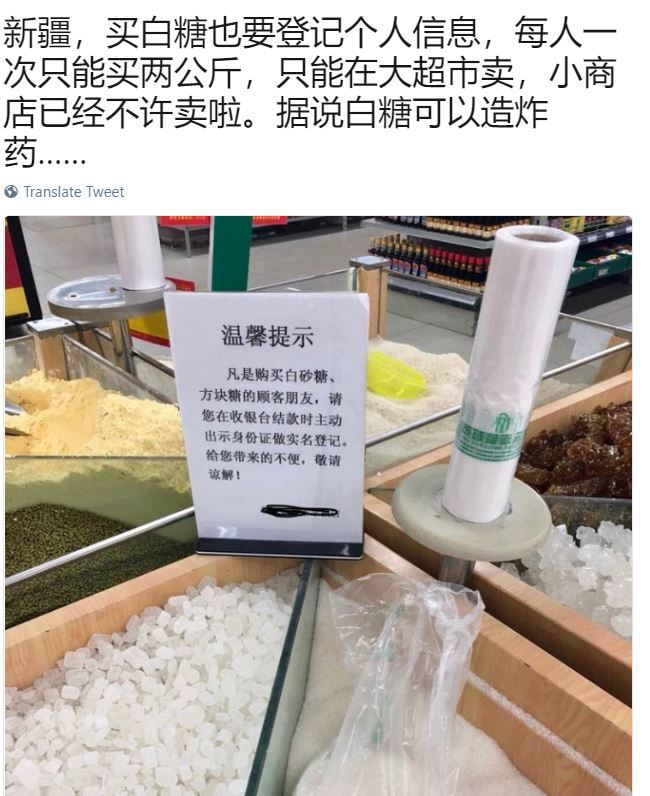 新疆，买白糖也要登记个人信息，每人一
次只能买两公斤，只能在大超市卖，小商
店已经不许卖啦。据说白糖可以造炸
药......
Translate Tweet
温馨提示
凡是购买白砂糖、
方块糖的顾客朋友，请
您在收银台结款时主动
出示身份证做实名登记。
给您带来的不便，敬请
谅解！